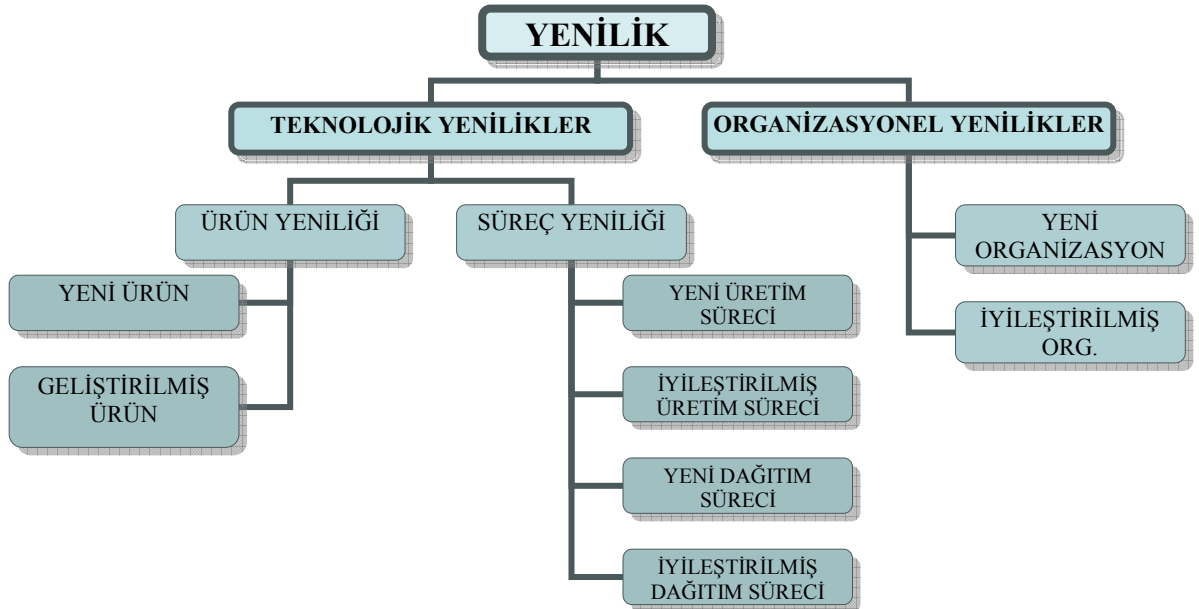 YENİLİK
TEKNOLOJİK YENİLİKLER
ORGANİZASYONEL YENİLİKLER
ÜRÜN YENİLİĞİ
SÜREÇ YENİLİĞİ
YENİ ÜRÜN
GELİŞTİRİLMİŞ
ÜRÜN
YENİ ÜRETİM
SÜRECİ
İYİLEŞTİRİLMİŞ
ÜRETİM SÜRECİ
YENİ DAĞITIM
SÜRECİ
İYİLEŞTİRİLMİŞ
DAĞITIM SÜRECİ
YENİ
ORGANİZASYON
İYİLEŞTİRİLMİŞ
ORG.